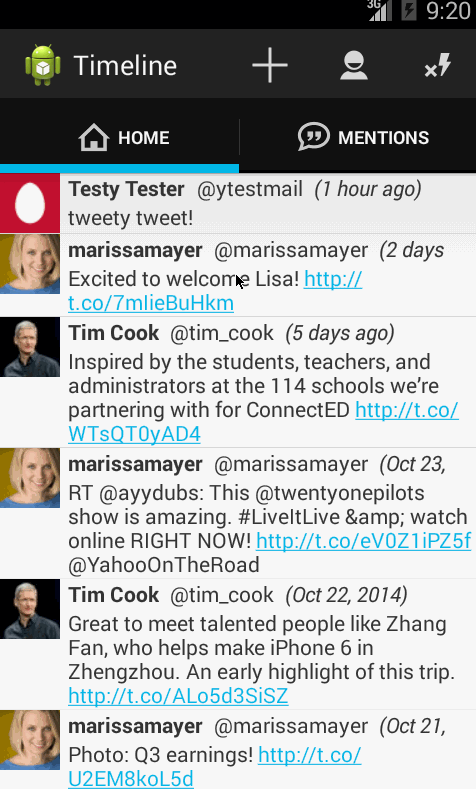 3G 9:20
Timeline
HOME MENTIONS
Testy Tester @ytestmail (1 hour ago)
tweety tweet!
marissamayer @marissamayer (2 days
Excited to welcome Lisa! http://
t.co/7mIieBuHkm
Tim Cook @tim_cook (5 days ago)
Inspired by the students, teachers, and
administrators at the 114 schools we're
partnering with for ConnectED http://t.co/
WTsQT0yAD4
marissamayer @marissamayer (Oct 23,
RT @ayydubs: This @twentyonepilots
show is amazing. #LiveItLive &amp; watch
online RIGHT NOW! http://t.co/eV0Z1iPZ5f
@YahooOnTheRoad
Tim Cook @tim_cook (Oct 22, 2014)
Great to meet talented people like Zhang
Fan, who helps make iPhone 6 in
Zhengzhou. An early highlight of this trip.
http://t.co/ALo5d3SiSZ
marissamayer @marissamayer (Oct 21,
Photo: Q3 earnings! http://t.co/
U2EM8koL5d